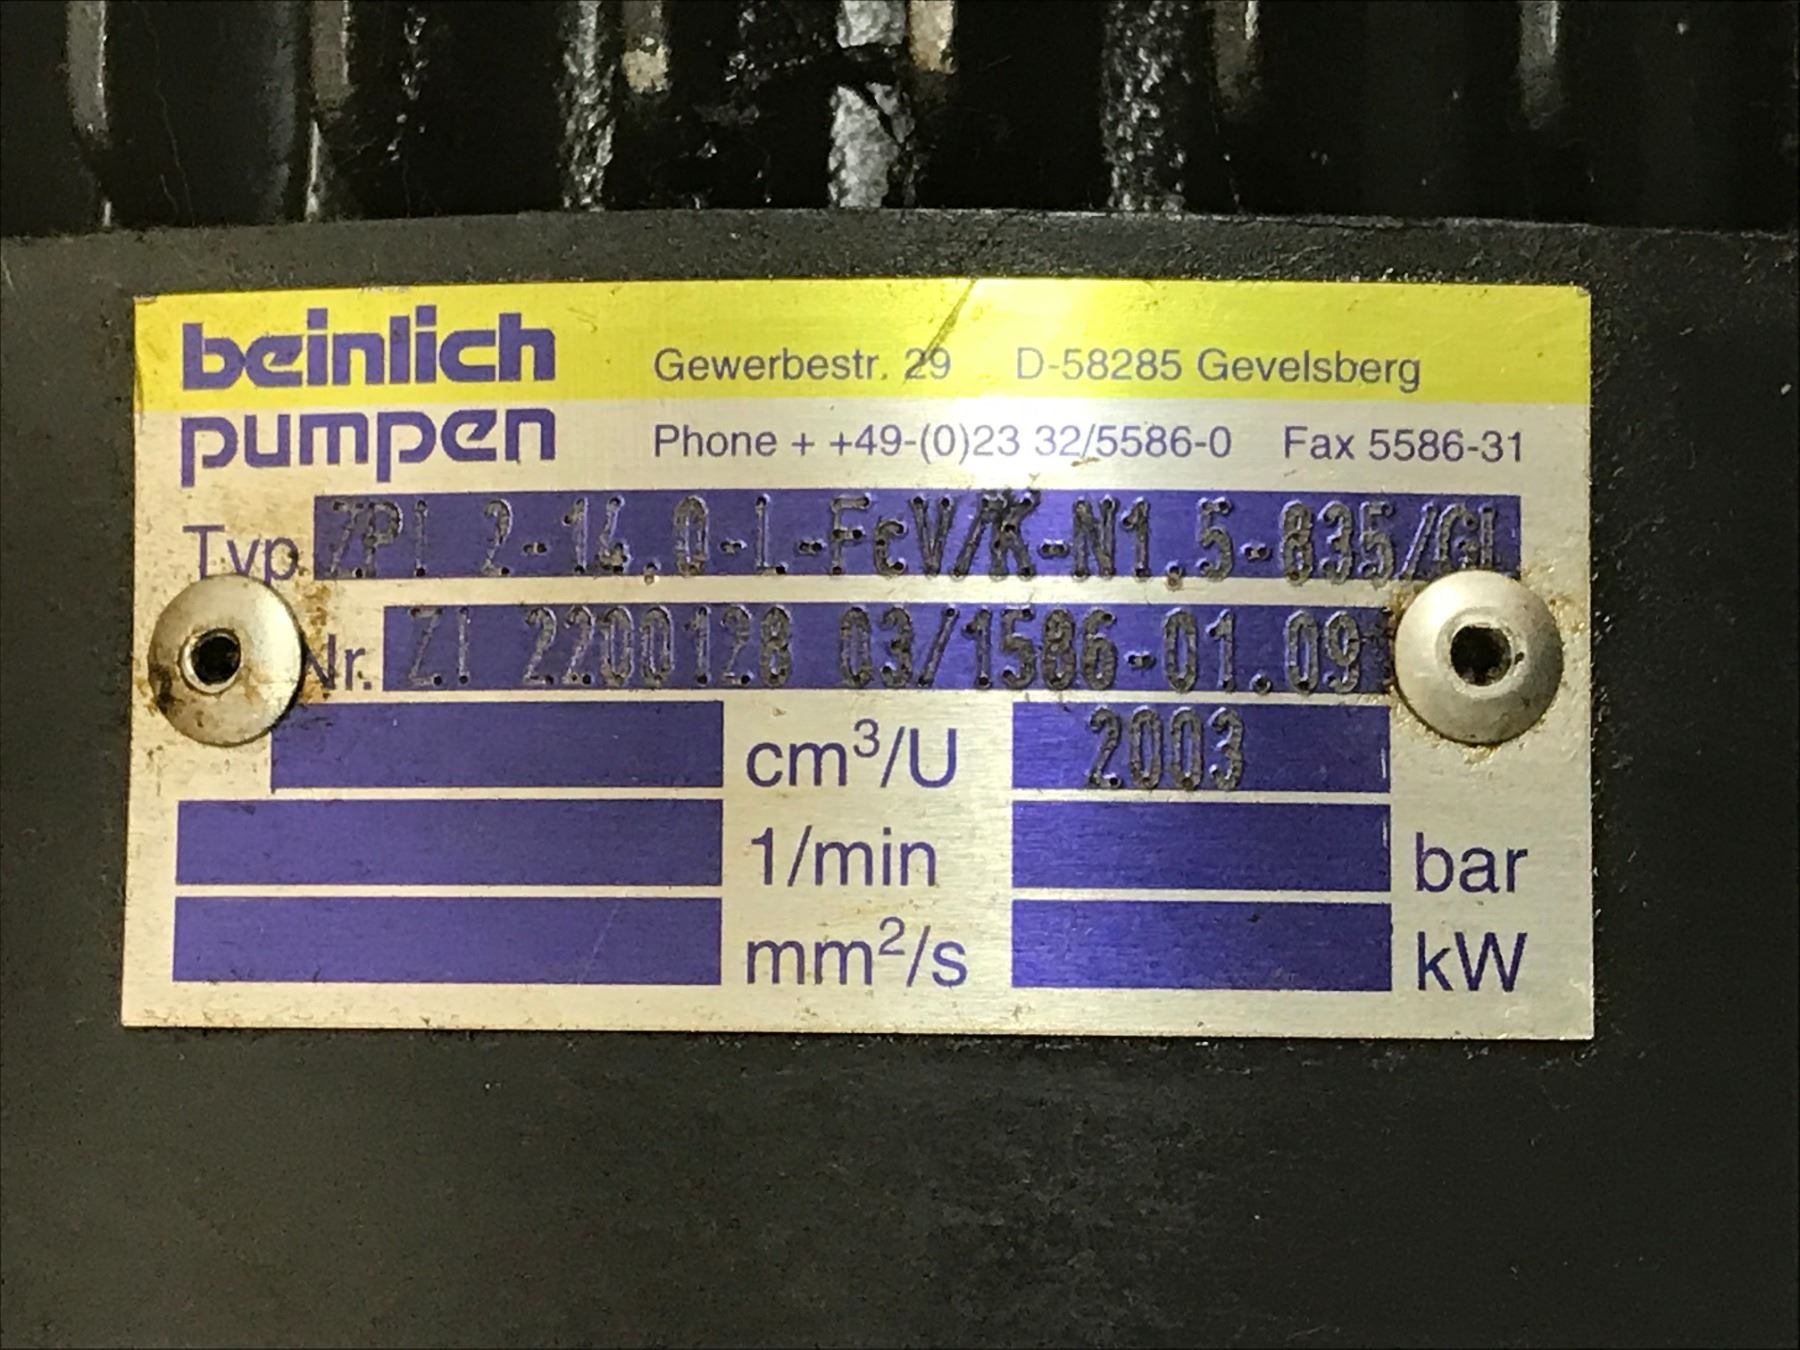 beinlich
pumpen
Gewerbestr. 29 D-58285 Gevelsberg
Phone + +49-(0)23 32/5586-0 Fax 5586-31
Typ. ZPI 2-14.0-L-FcV/K-N1.5-835/GL
Nr. ZI 2200128 03/1586-01.09
cm³/U 2003
1/min bar
mm²/s kW